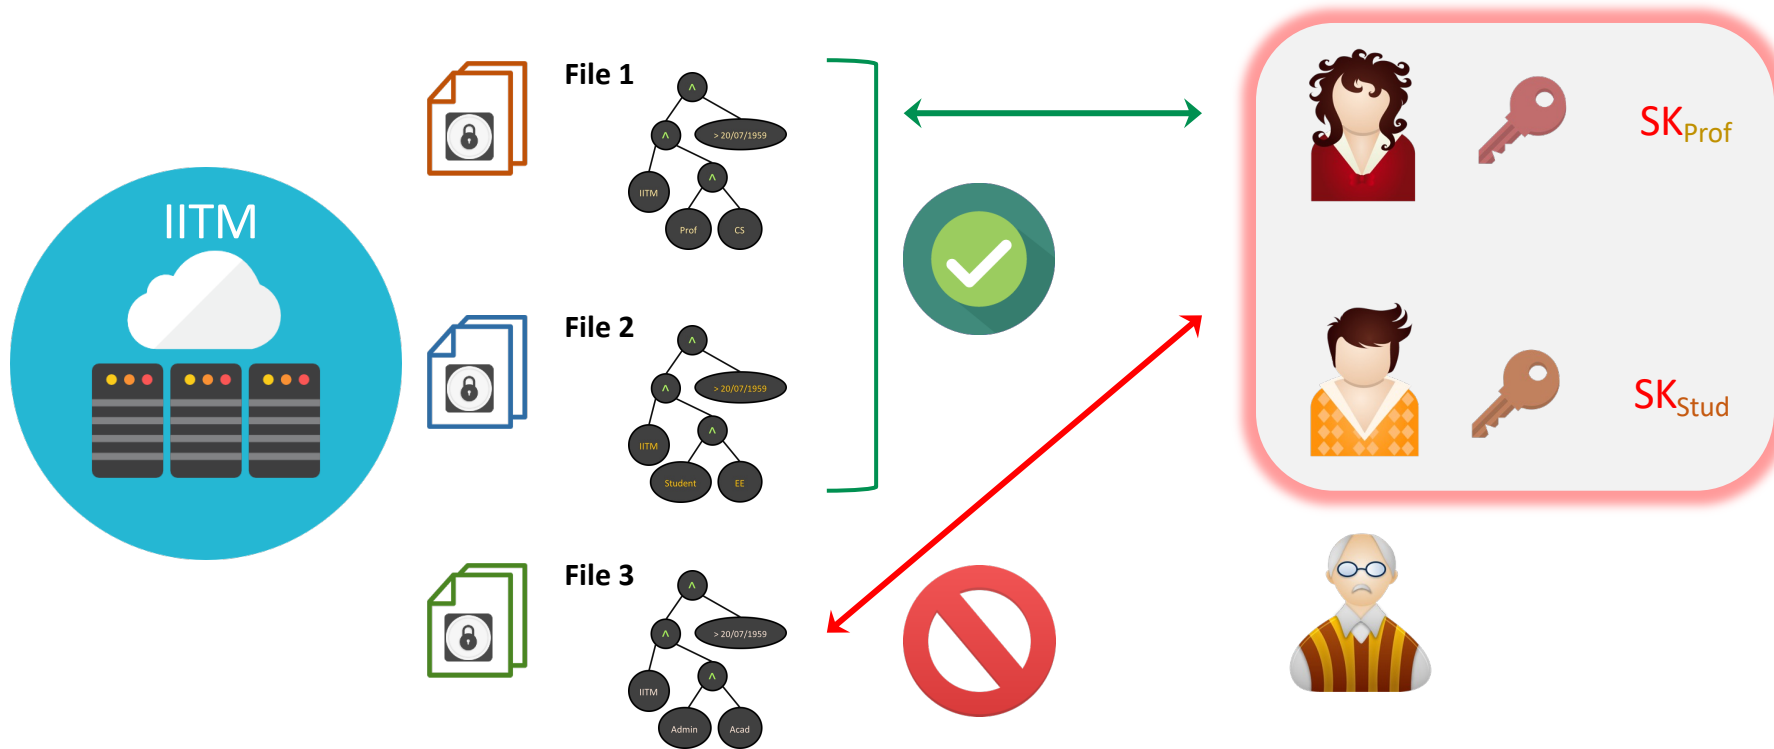 IITM
File 1
^
^
> 20/07/1959
IITM
^
Prof
CS
File 2
^
^
> 20/07/1959
IITM
^
Student
EE
File 3
^
^
> 20/07/1959
IITM
^
Admin
Acad
SKProf
SKStud